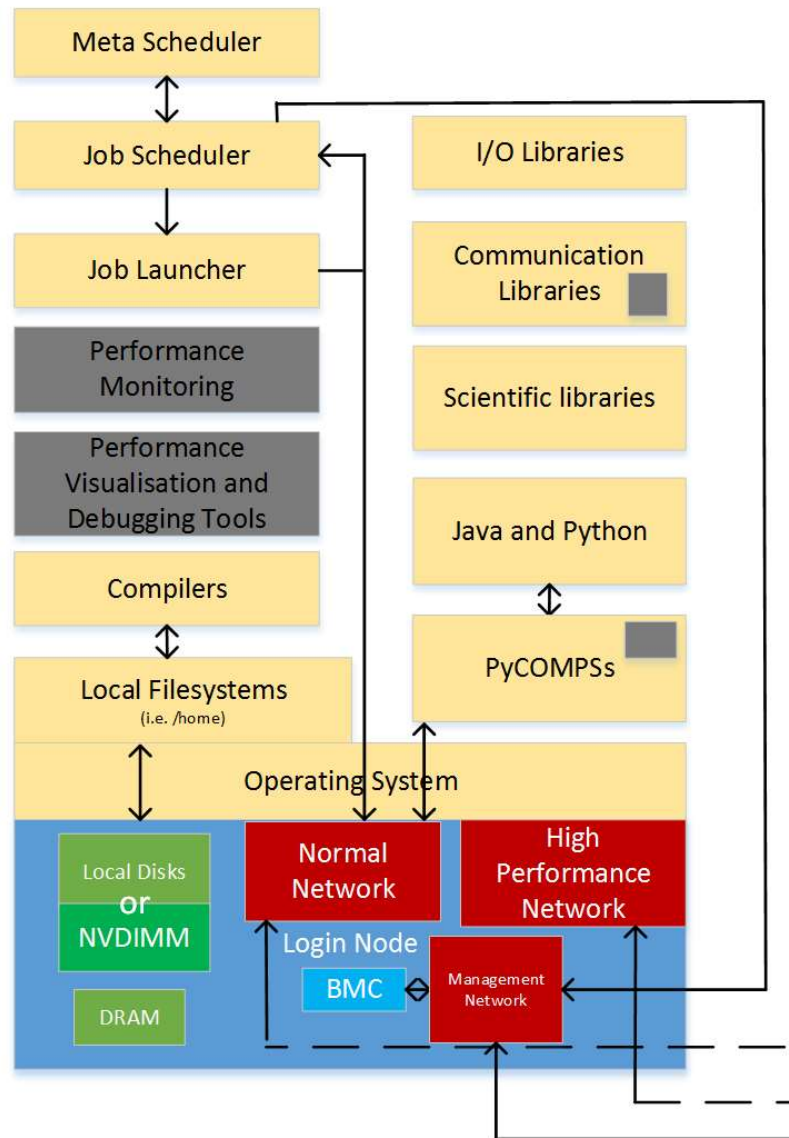 Meta Scheduler
Job Scheduler
Job Launcher
Performance
Monitoring
Performance
Visualisation and
Debugging Tools
Compilers
Local Filesystems
(i.e. /home)
I/O Libraries
Communication
Libraries
Scientific libraries
Java and Python
PyCOMPSs
Operating System
Local Disks
or
NVDIMM
DRAM
Normal
Network
High
Performance
Network
Login Node
BMC
Management
Network